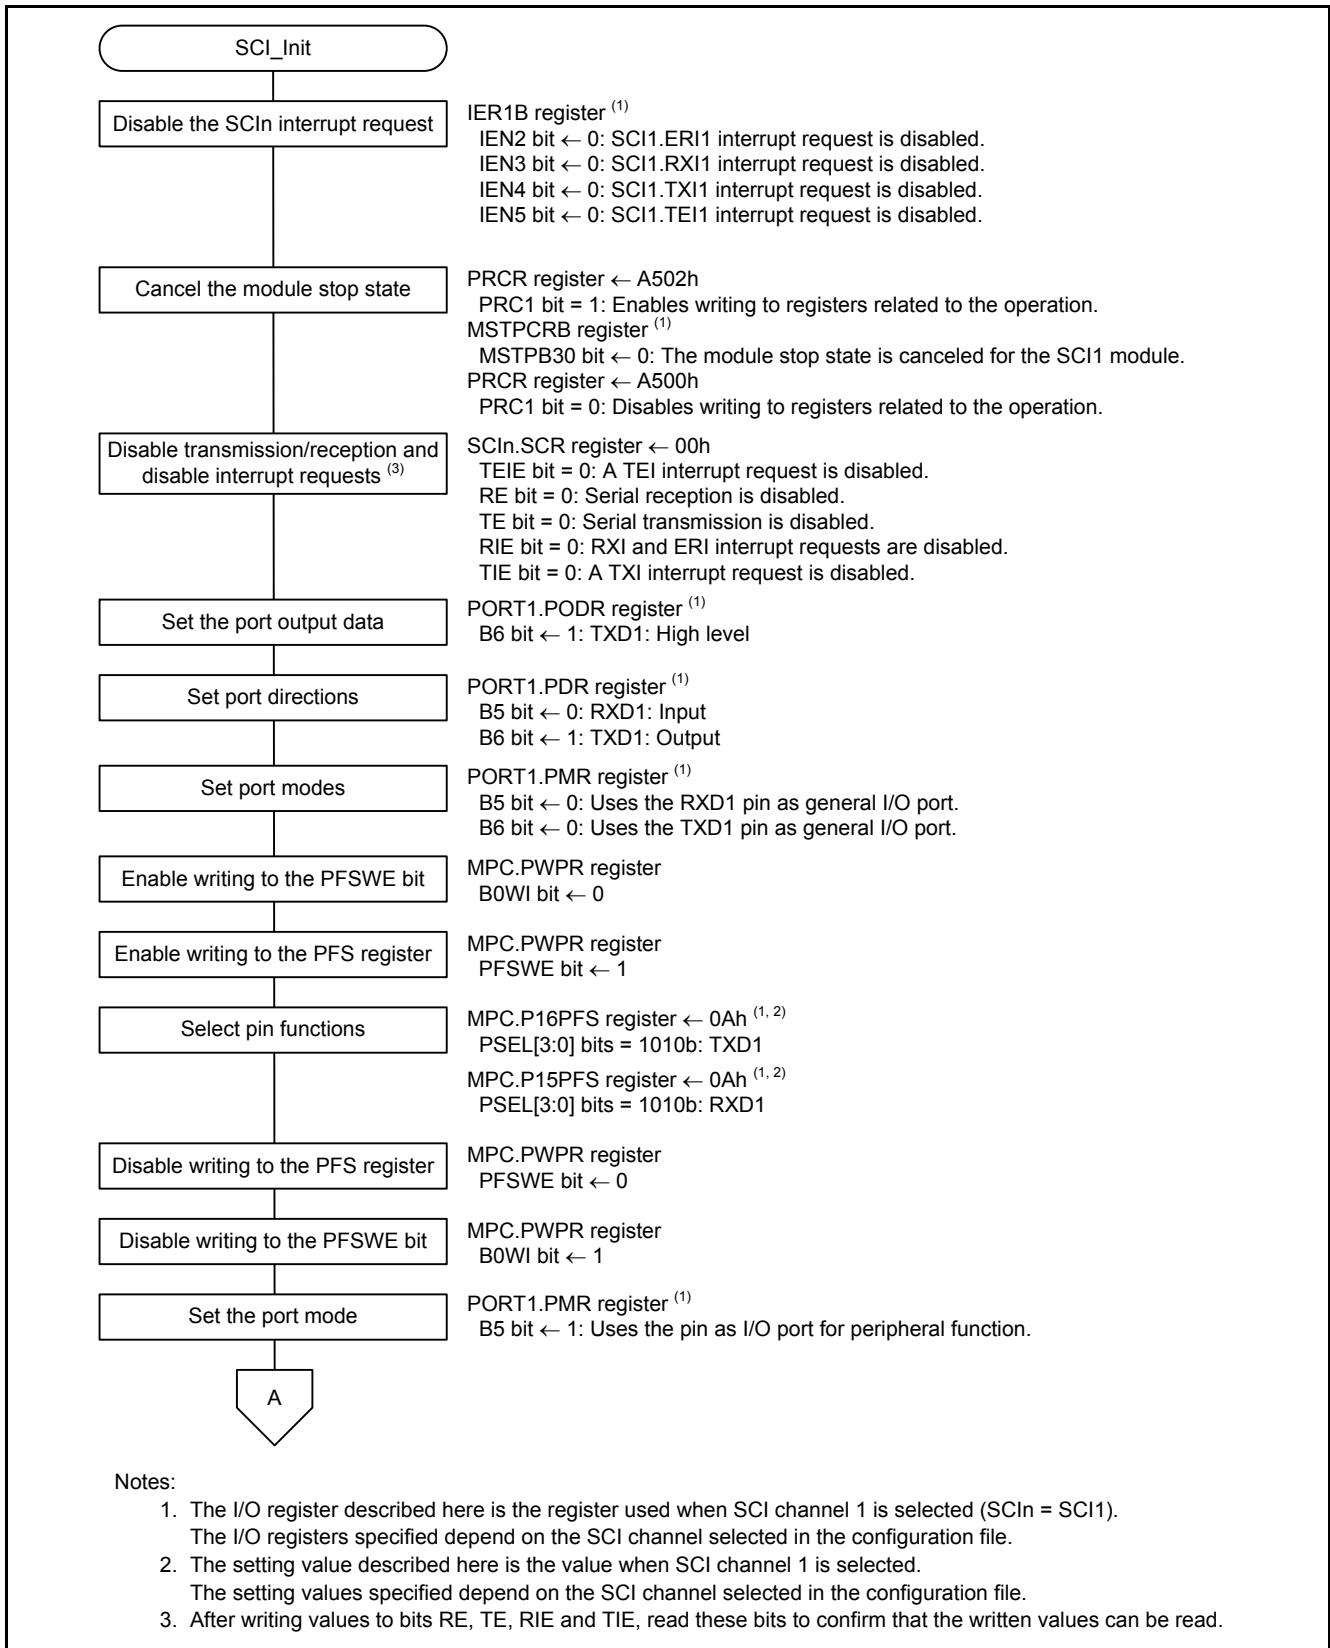 SCI_Init
Disable the SCIn interrupt request
IER1B register (1)
IEN2 bit ← 0: SCI1.ERI1 interrupt request is disabled.
IEN3 bit ← 0: SCI1.RXI1 interrupt request is disabled.
IEN4 bit ← 0: SCI1.TXI1 interrupt request is disabled.
IEN5 bit ← 0: SCI1.TEI1 interrupt request is disabled.
Cancel the module stop state
PRCR register ← A502h
PRC1 bit = 1: Enables writing to registers related to the operation.
MSTPCRB register (1)
MSTPB30 bit ← 0: The module stop state is canceled for the SCI1 module.
PRCR register ← A500h
PRC1 bit = 0: Disables writing to registers related to the operation.
Disable transmission/reception and
disable interrupt requests (3)
SCIn.SCR register ← 00h
TEIE bit = 0: A TEI interrupt request is disabled.
RE bit = 0: Serial reception is disabled.
TE bit = 0: Serial transmission is disabled.
RIE bit = 0: RXI and ERI interrupt requests are disabled.
TIE bit = 0: A TXI interrupt request is disabled.
Set the port output data
PORT1.PODR register (1)
B6 bit ← 1: TXD1: High level
Set port directions
PORT1.PDR register (1)
B5 bit ← 0: RXD1: Input
B6 bit ← 1: TXD1: Output
Set port modes
PORT1.PMR register (1)
B5 bit ← 0: Uses the RXD1 pin as general I/O port.
B6 bit ← 0: Uses the TXD1 pin as general I/O port.
Enable writing to the PFSWE bit
MPC.PWPR register
B0WI bit ← 0
Enable writing to the PFS register
MPC.PWPR register
PFSWE bit ← 1
Select pin functions
MPC.P16PFS register ← 0Ah (1, 2)
PSEL[3:0] bits = 1010b: TXD1
MPC.P15PFS register ← 0Ah (1, 2)
PSEL[3:0] bits = 1010b: RXD1
Disable writing to the PFS register
MPC.PWPR register
PFSWE bit ← 0
Disable writing to the PFSWE bit
MPC.PWPR register
B0WI bit ← 1
Set the port mode
PORT1.PMR register (1)
B5 bit ← 1: Uses the pin as I/O port for peripheral function.
A
Notes:
1. The I/O register described here is the register used when SCI channel 1 is selected (SCIn = SCI1).
The I/O registers specified depend on the SCI channel selected in the configuration file.
2. The setting value described here is the value when SCI channel 1 is selected.
The setting values specified depend on the SCI channel selected in the configuration file.
3. After writing values to bits RE, TE, RIE and TIE, read these bits to confirm that the written values can be read.